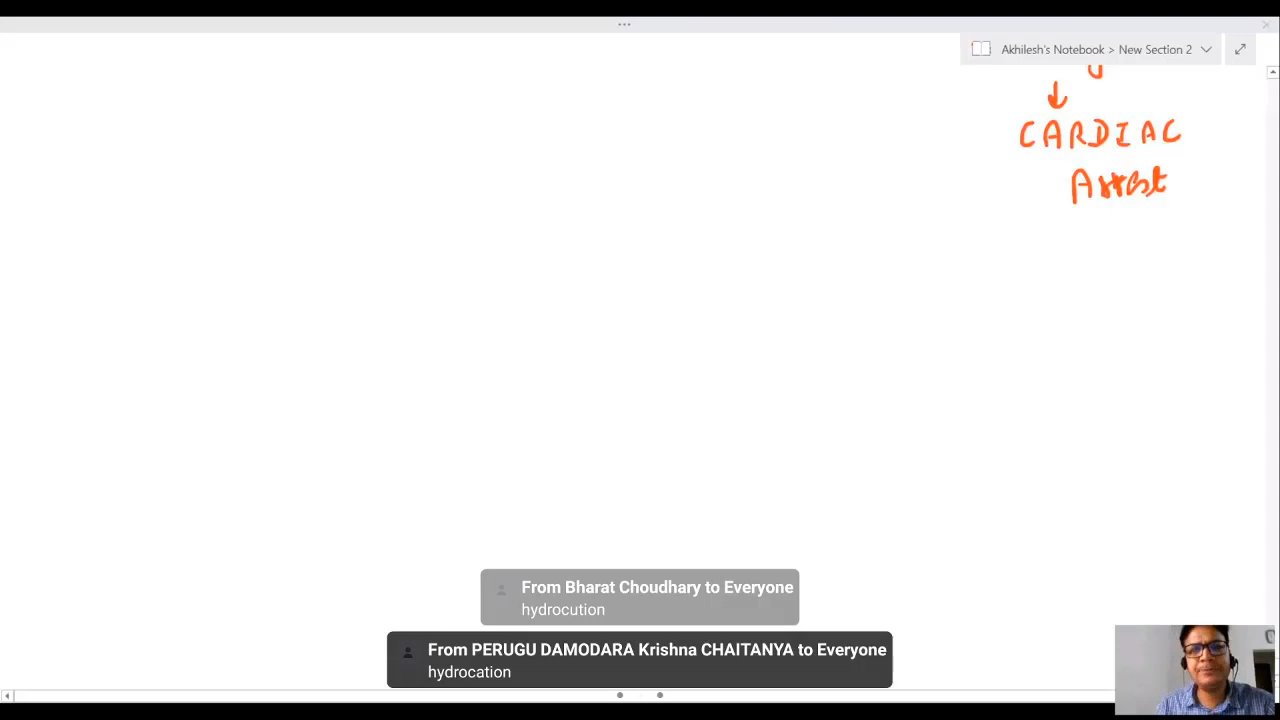 Akhilesh's Notebook > New Section 2
CARDIAC
Arrest
From Bharat Choudhary to Everyone
hydrocution
From PERUGU DAMODARA Krishna CHAITANYA to Everyone
hydrocation